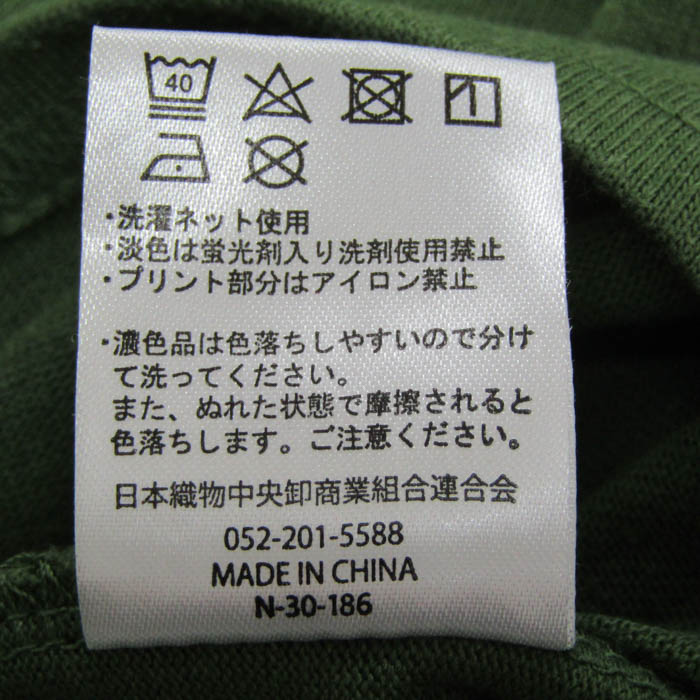 40
・洗濯ネット使用
・淡色は蛍光剤入り洗剤使用禁止
・プリント部分はアイロン禁止
・濃色品は色落ちしやすいので分け
て洗ってください。
また、ぬれた状態で摩擦されると
色落ちします。ご注意ください。
日本織物中央卸商業組合連合会
052-201-5588
MADE IN CHINA
N-30-186